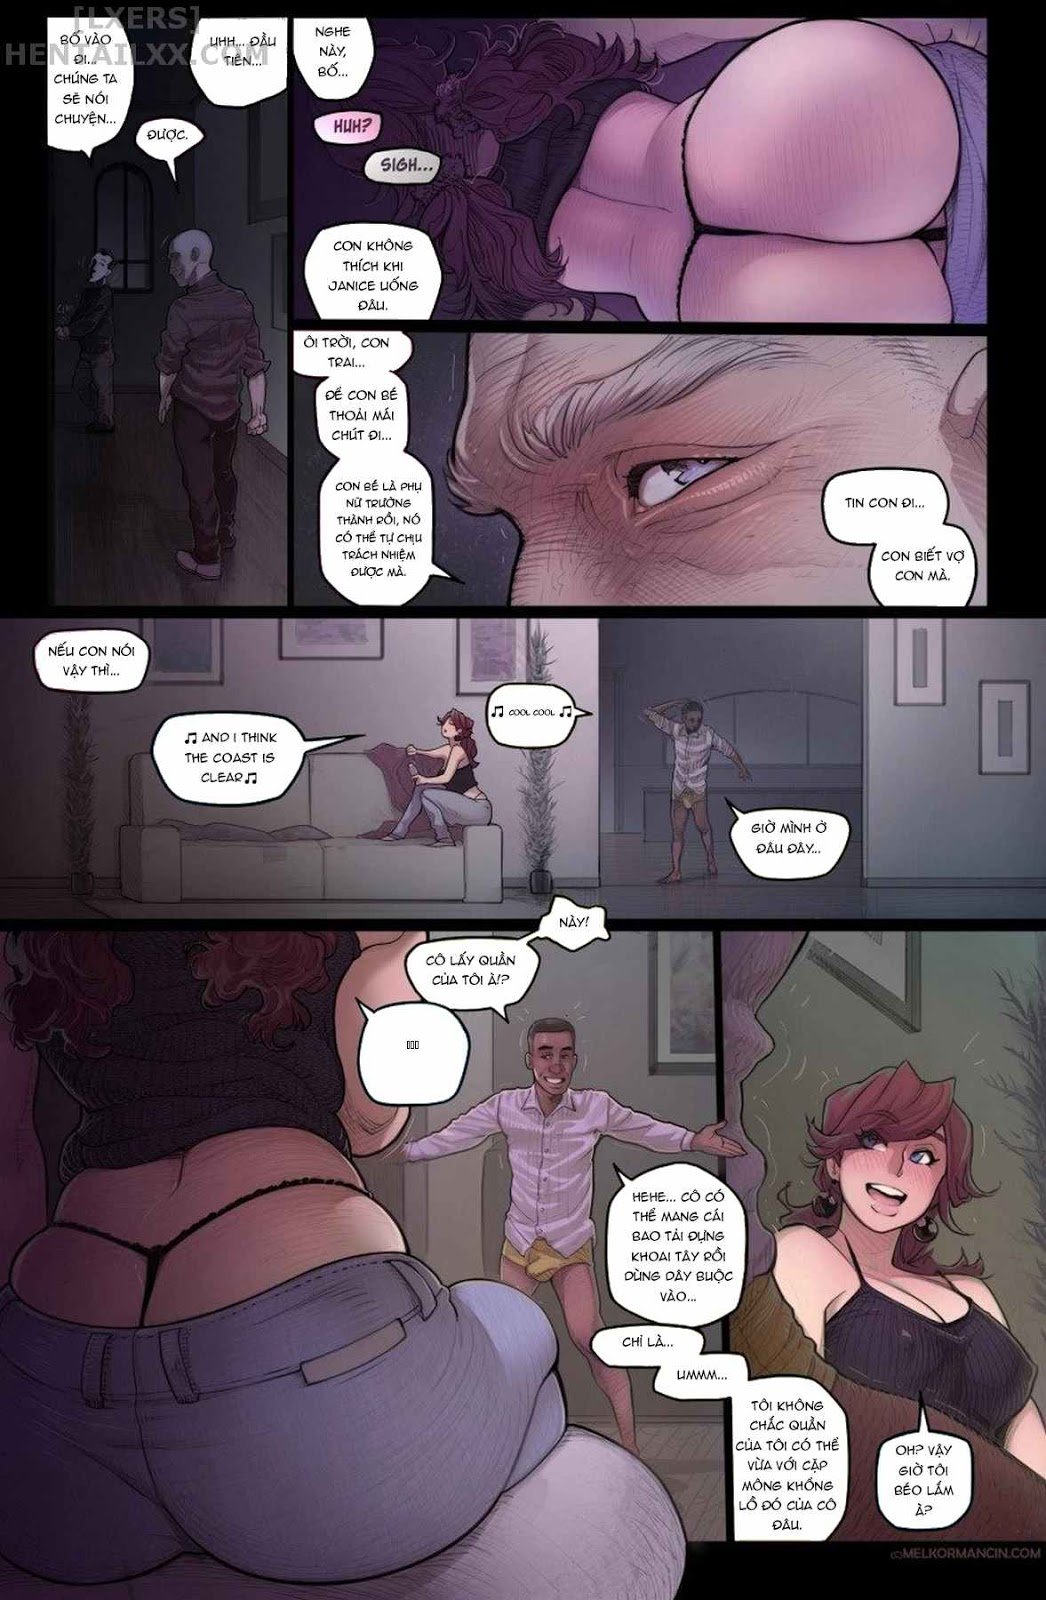 [LXERS]
HENTAILXX.COM
BỐ VÀO
ĐI...
CHÚNG TA
SẼ NÓI
CHUYỆN...
UHH... ĐẦU
TIÊN...
ĐƯỢC.
NGHE
NÀY,
BỐ...
HUH?
SIGH...
CON KHÔNG
THÍCH KHI
JANICE UỐNG
ĐÂU.
ÔI TRỜI, CON
TRAI...
ĐỂ CON BÉ
THOẢI MÁI
CHÚT ĐI...
CON BÉ LÀ PHỤ
NỮ TRƯỞNG
THÀNH RỒI, NÓ
CÓ THỂ TỰ CHỊU
TRÁCH NHIỆM
ĐƯỢC MÀ.
TIN CON ĐI...
CON BIẾT VỢ
CON MÀ.
NẾU CON NÓI
VẬY THÌ...
♫ AND I THINK
THE COAST IS
CLEAR♫
♫ COOL COOL ♫
GIỜ MÌNH Ở
ĐÂU ĐÂY...
NÀY!
CÔ LẤY QUẦN
CỦA TÔI À!?
HEHE... CÔ CÓ
THỂ MANG CÁI
BAO TẢI ĐỰNG
KHOAI TÂY RỒI
DÙNG DÂY BUỘC
VÀO...
CHỈ LÀ...
UMMM...
TÔI KHÔNG
CHẮC QUẦN
CỦA TÔI CÓ THỂ
VỪA VỚI CẶP
MÔNG KHỔNG
LỒ ĐÓ CỦA CÔ
ĐÂU.
OH? VẬY
GIỜ TÔI
BÉO LẮM
À?
(C)MELKORMANCIN.COM